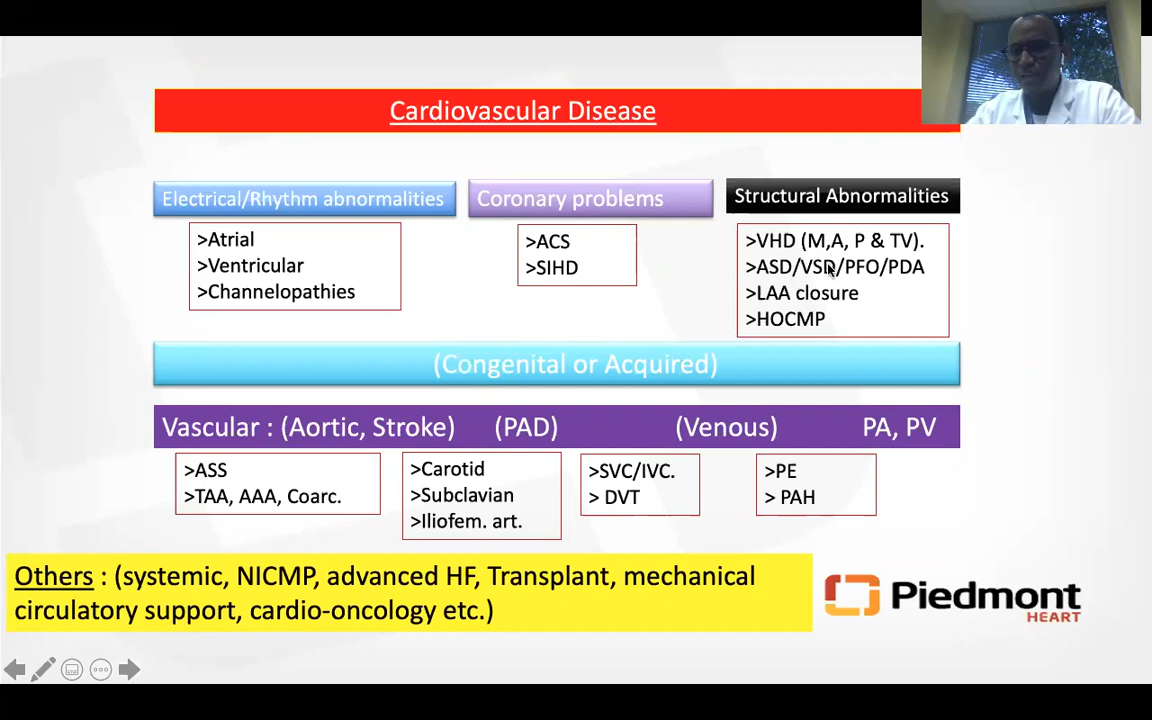 Cardiovascular Disease
Electrical/Rhythm abnormalities
>Atrial
>Ventricular
>Channelopathies
Coronary problems
>ACS
>SIHD
Structural Abnormalities
>VHD (M,A, P & TV).
>ASD/VSD/PFO/PDA
>LAA closure
>HOCMP
(Congenital or Acquired)
Vascular : (Aortic, Stroke) (PAD) (Venous) PA, PV
>ASS
>TAA, AAA, Coarc.
>Carotid
>Subclavian
>Iliofem. art.
>SVC/IVC.
> DVT
>PE
> PAH
Others : (systemic, NICMP, advanced HF, Transplant, mechanical
circulatory support, cardio-oncology etc.)
Piedmont
HEART